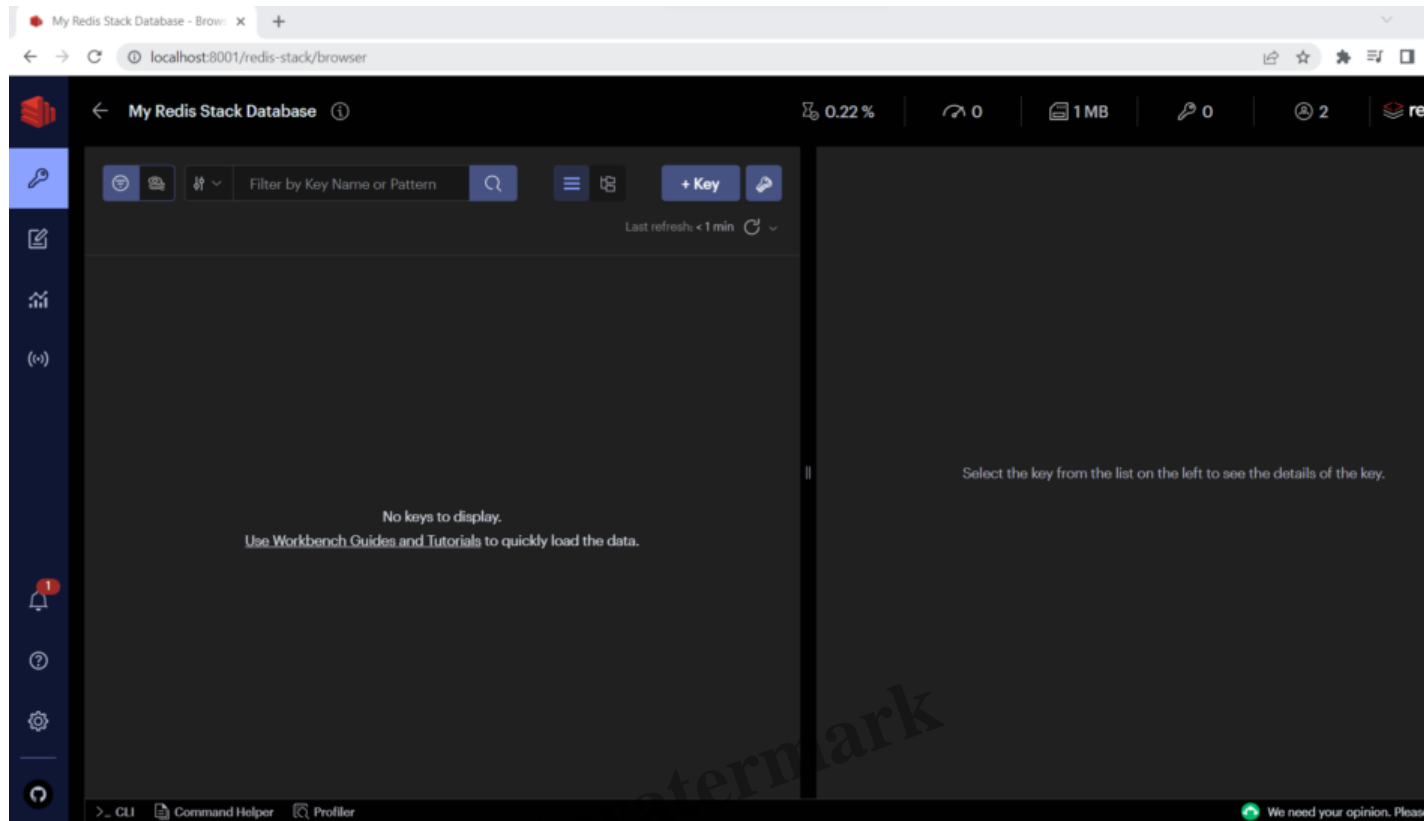 My Redis Stack Database - Brow
localhost:8001/redis-stack/browser
My Redis Stack Database
0.22 %
0
1 MB
0
2
re
Filter by Key Name or Pattern
+ Key
Last refresh: < 1 min
Select the key from the list on the left to see the details of the key.
No keys to display.
Use Workbench Guides and Tutorials to quickly load the data.
1
>_ CLI
Command Helper
Profiler
We need your opinion. Pleas